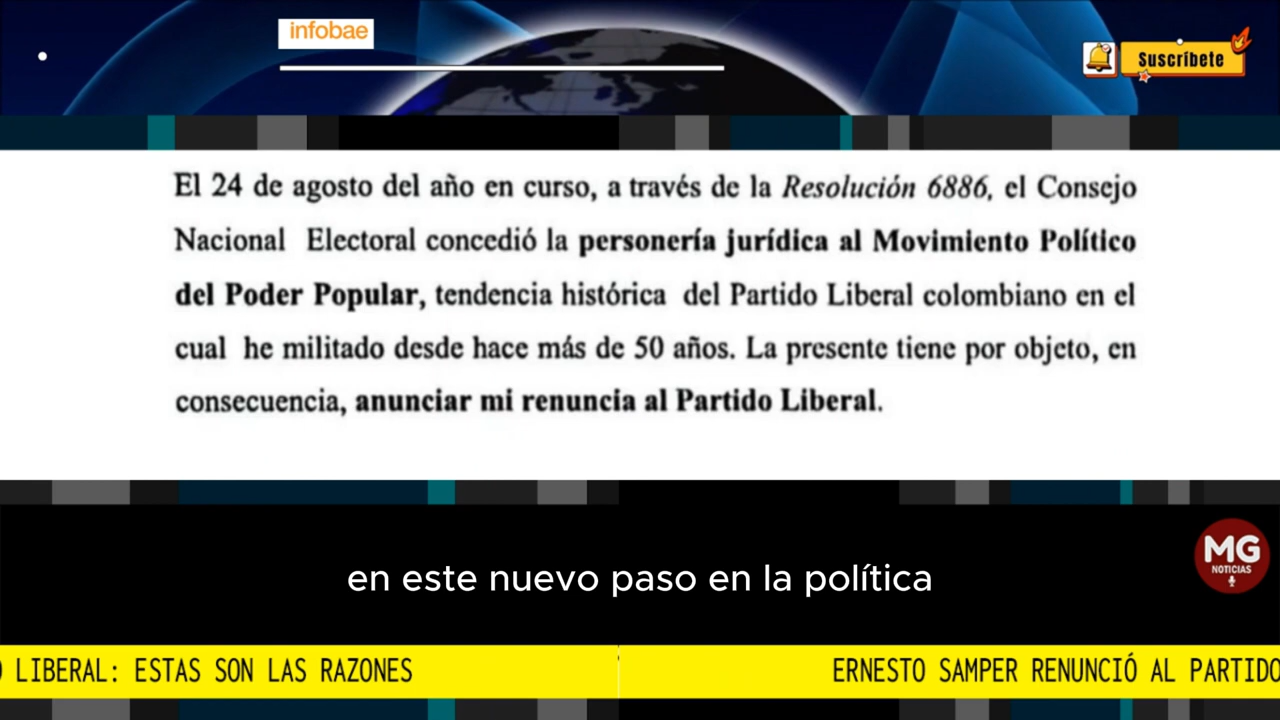 infobae
Suscríbete
El 24 de agosto del año en curso, a través de la Resolución 6886, el Consejo
Nacional Electoral concedió la personería jurídica al Movimiento Político
del Poder Popular, tendencia histórica del Partido Liberal colombiano en el
cual he militado desde hace más de 50 años. La presente tiene por objeto, en
consecuencia, anunciar mi renuncia al Partido Liberal.
MG
NOTICIAS
en este nuevo paso en la política
LIBERAL: ESTAS SON LAS RAZONES
ERNESTO SAMPER RENUNCIÓ AL PARTIDO